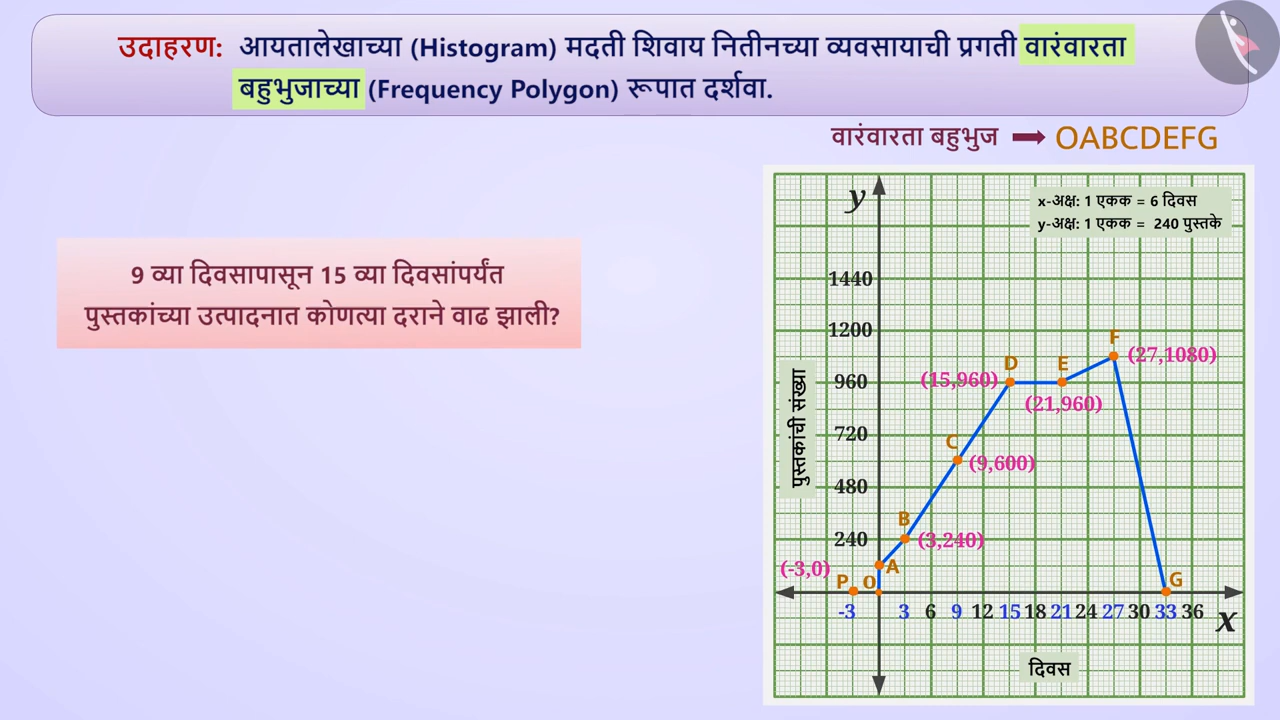 उदाहरण: आयतालेखाच्या (Histogram) मदती शिवाय नितीनच्या व्यवसायाची प्रगती वारंवारता
बहुभुजाच्या (Frequency Polygon) रूपात दर्शवा.
वारंवारता बहुभुज ➡ OABCDEFG
9 व्या दिवसापासून 15 व्या दिवसांपर्यंत
पुस्तकांच्या उत्पादनात कोणत्या दराने वाढ झाली?
y
x-अक्ष: 1 एकक = 6 दिवस
y-अक्ष: 1 एकक = 240 पुस्तके
1440
1200
F
(27,1080)
D
E
(15,960)
960
(21,960)
पुस्तकांची संख्या
720
C
(9,600)
480
B
240
(3,240)
(-3,0)
A
P
O
G
-3 3 6 9 12 15 18 21 24 27 30 33 36
x
दिवस